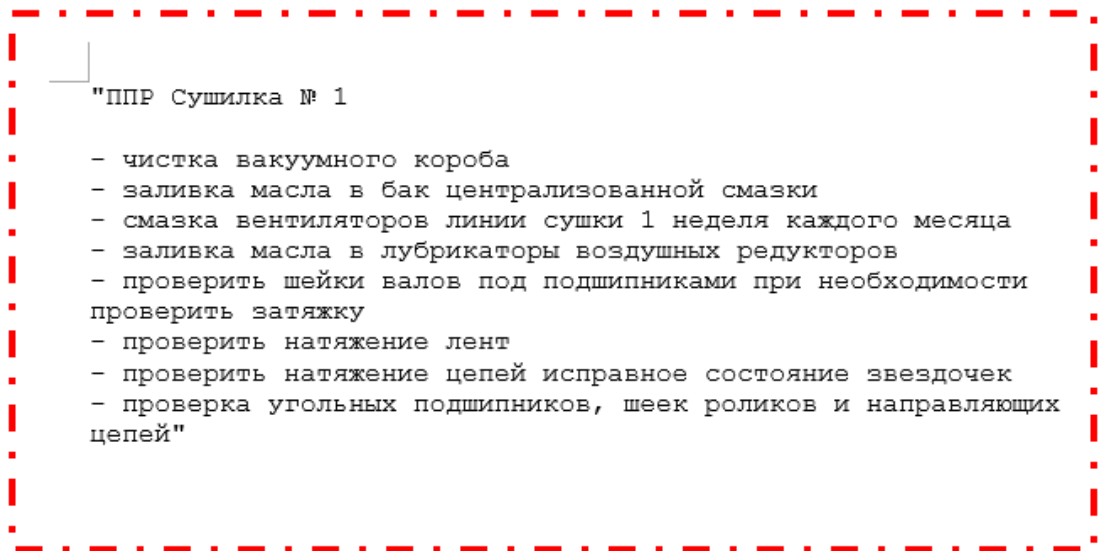 "ППР Сушилка № 1
- чистка вакуумного короба
- заливка масла в бак централизованной смазки
- смазка вентиляторов линии сушки 1 неделя каждого месяца
- заливка масла в лубрикаторы воздушных редукторов
- проверить шейки валов под подшипниками при необходимости
проверить затяжку
- проверить натяжение лент
- проверить натяжение цепей исправное состояние звездочек
- проверка угольных подшипников, шеек роликов и направляющих
цепей"